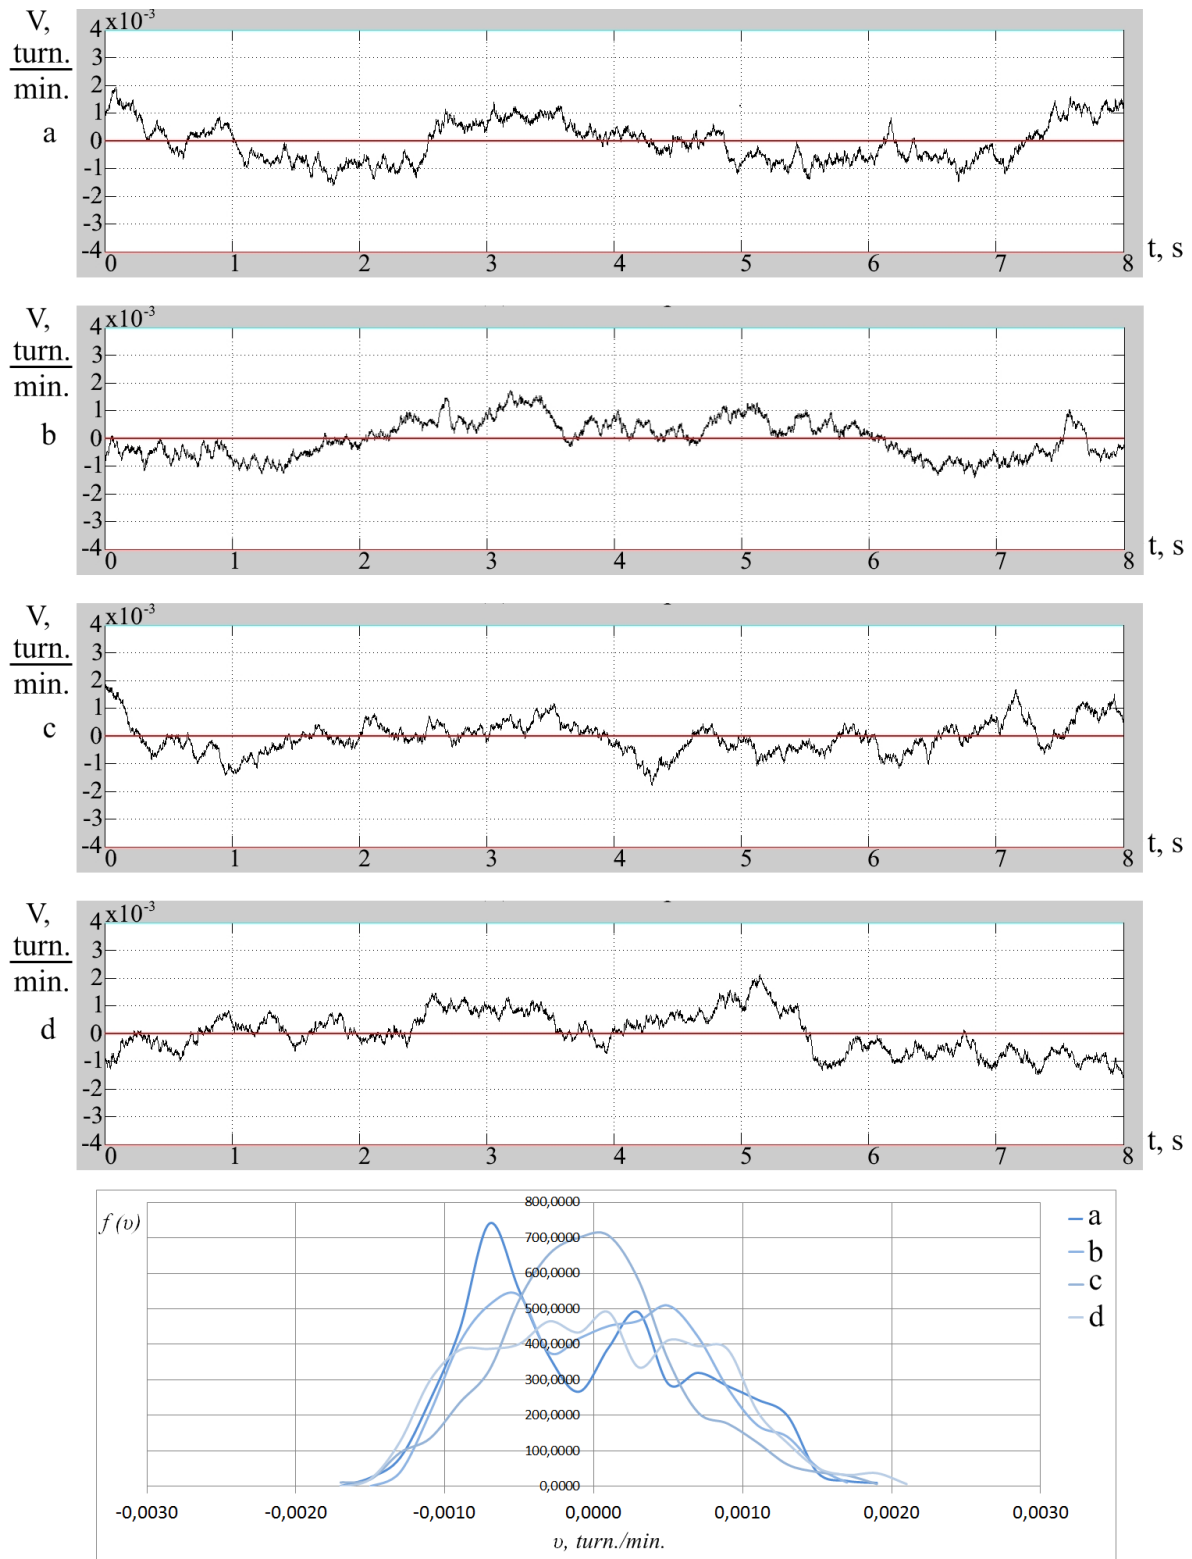 V,
turn.
min.
a
4 x10-3
3
2
1
0
-1
-2
-3
-4
0 1 2 3 4 5 6 7 8
t, s
V,
turn.
min.
b
4 x10-3
3
2
1
0
-1
-2
-3
-4
0 1 2 3 4 5 6 7 8
t, s
V,
turn.
min.
c
4 x10-3
3
2
1
0
-1
-2
-3
-4
0 1 2 3 4 5 6 7 8
t, s
V,
turn.
min.
d
4 x10-3
3
2
1
0
-1
-2
-3
-4
0 1 2 3 4 5 6 7 8
t, s
f (υ)
800,0000
700,0000
600,0000
500,0000
400,0000
300,0000
200,0000
100,0000
0,0000
-0,0030 -0,0020 -0,0010 0,0000 0,0010 0,0020 0,0030
υ, turn./min.
a
b
c
d